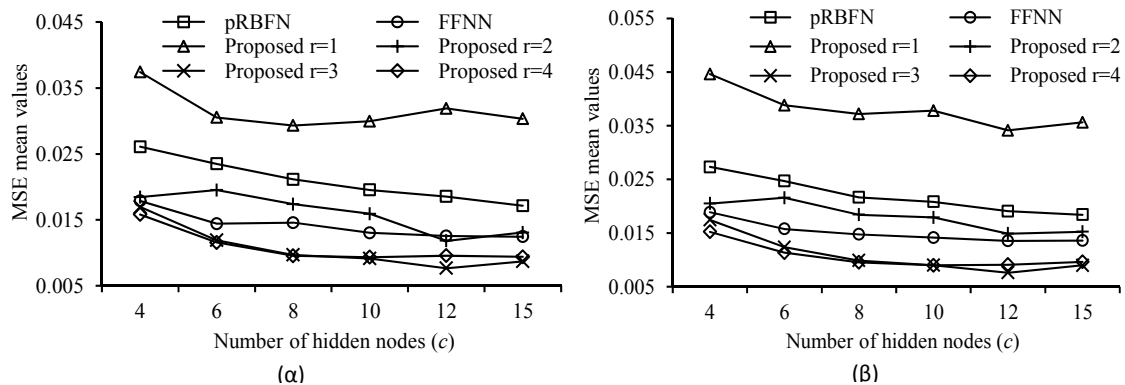 MSE mean values
0.045
0.035
0.025
0.015
0.005
pRBFN FFNN
Proposed r=1 Proposed r=2
Proposed r=3 Proposed r=4
4 6 8 10 12 15
Number of hidden nodes (c)
(α)
MSE mean values
0.055
0.045
0.035
0.025
0.015
0.005
pRBFN FFNN
Proposed r=1 Proposed r=2
Proposed r=3 Proposed r=4
4 6 8 10 12 15
Number of hidden nodes (c)
(β)